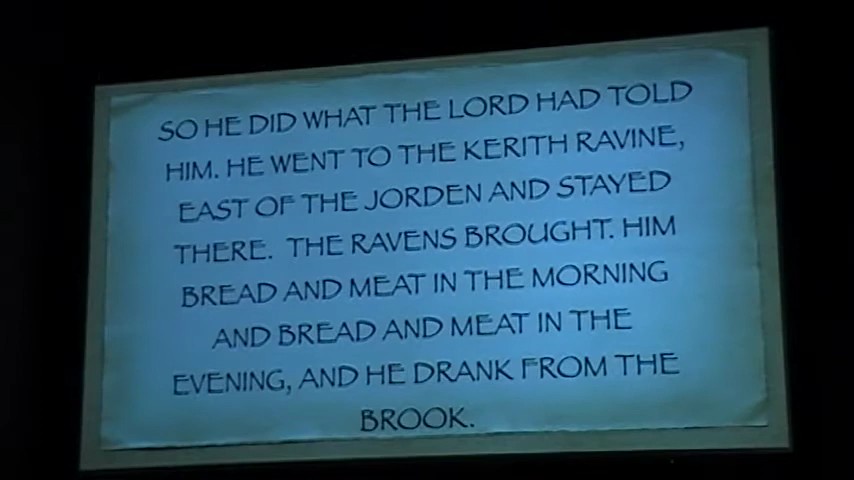 SO HE DID WHAT THE LORD HAD TOLD
HIM. HE WENT TO THE KERITH RAVINE,
EAST OF THE JORDEN AND STAYED
THERE. THE RAVENS BROUGHT. HIM
BREAD AND MEAT IN THE MORNING
AND BREAD AND MEAT IN THE
EVENING, AND HE DRANK FROM THE
BROOK.